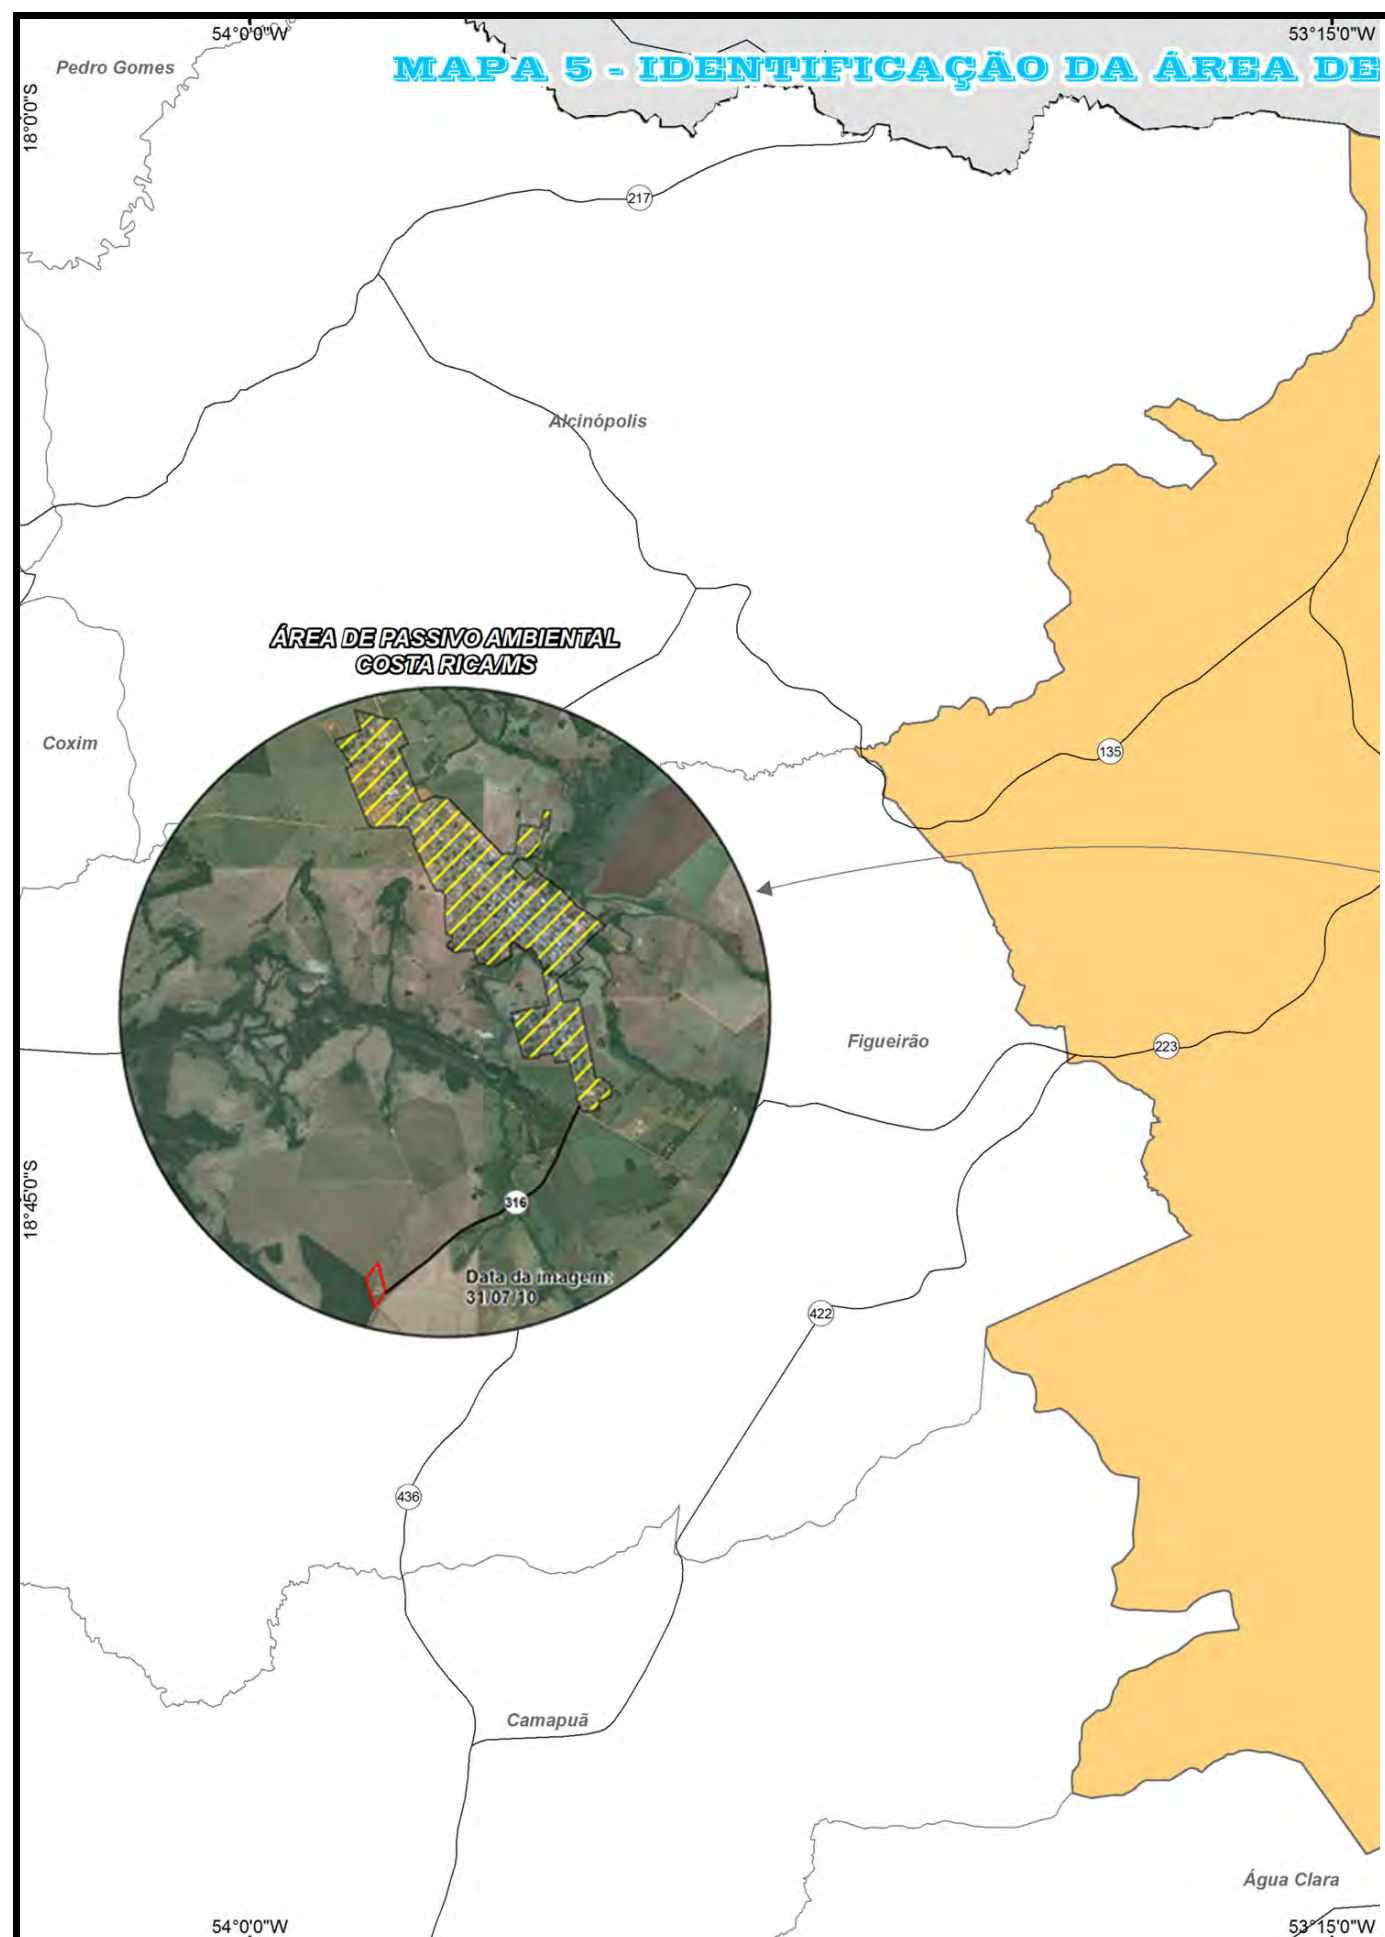 54°0'0"W
53°15'0"W
Pedro Gomes
MAPA 5 - IDENTIFICAÇÃO DA ÁREA DE
18°0'0"S
217
Alcinópolis
ÁREA DE PASSIVO AMBIENTAL
COSTA RICA/MS
Coxim
135
Figueirão
223
18°45'0"S
316
Data da imagem:
31/07/10
422
436
Camapuã
Água Clara
54°0'0"W
53°15'0"W